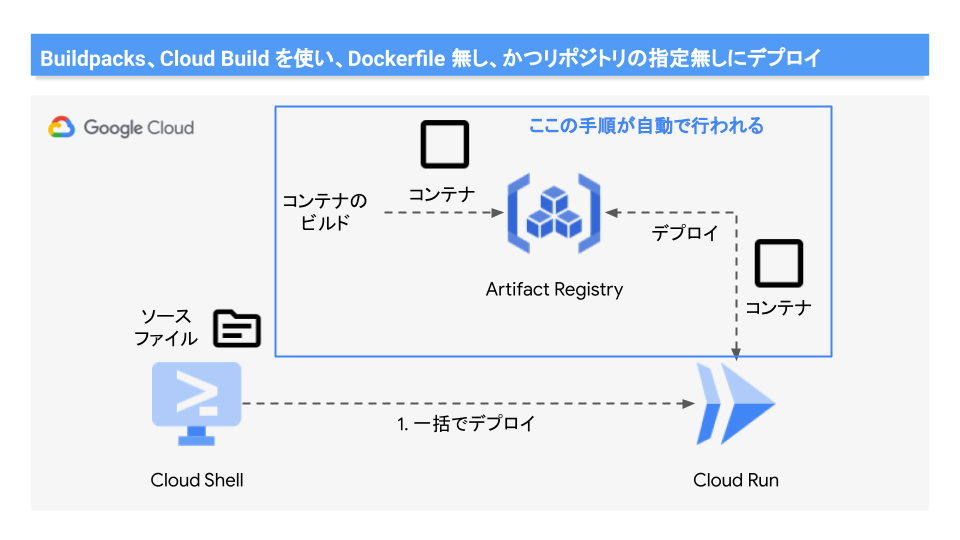 Buildpacks、Cloud Build を使い、Dockerfile 無し、かつリポジトリの指定無しにデプロイ
Google Cloud
ここの手順が自動で行われる
コンテナの
ビルド
コンテナ
デプロイ
Artifact Registry
コンテナ
ソース
ファイル
1. 一括でデプロイ
Cloud Shell
Cloud Run